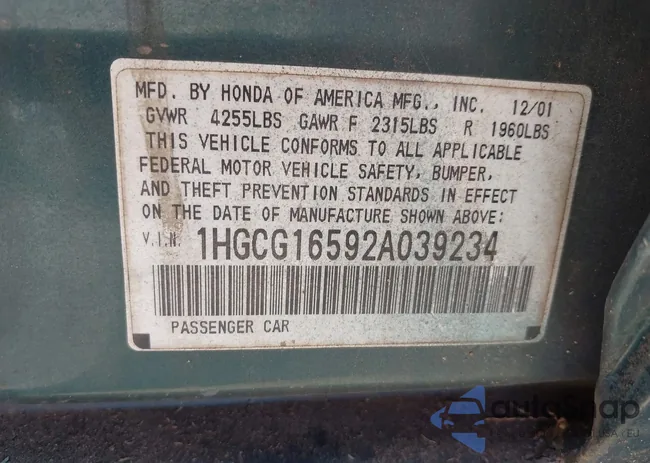 MFD. BY HONDA OF AMERICA MFG., INC. 12/01
GVWR 4255LBS GAWR F 2315LBS R 1960LBS
THIS VEHICLE CONFORMS TO ALL APPLICABLE
FEDERAL MOTOR VEHICLE SAFETY, BUMPER,
AND THEFT PREVENTION STANDARDS IN EFFECT
ON THE DATE OF MANUFACTURE SHOWN ABOVE:
V.I.N. 1HGCG16592A039234
PASSENGER CAR
autoSnap